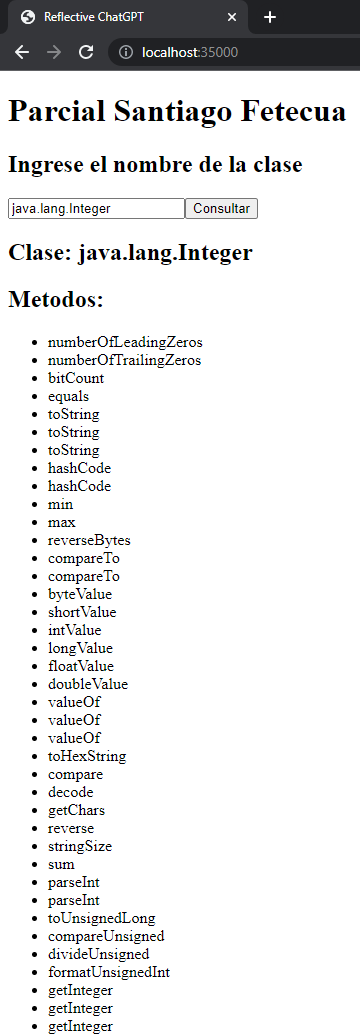 Reflective ChatGPT
localhost:35000
Parcial Santiago Fetecua
Ingrese el nombre de la clase
java.lang.Integer Consultar
Clase: java.lang.Integer
Metodos:
numberOfLeadingZeros
numberOfTrailingZeros
bitCount
equals
toString
toString
toString
hashCode
hashCode
min
max
reverseBytes
compareTo
compareTo
byteValue
shortValue
intValue
longValue
floatValue
doubleValue
valueOf
valueOf
valueOf
toHexString
compare
decode
getChars
reverse
stringSize
sum
parseInt
parseInt
toUnsignedLong
compareUnsigned
divideUnsigned
formatUnsignedInt
getInteger
getInteger
getInteger